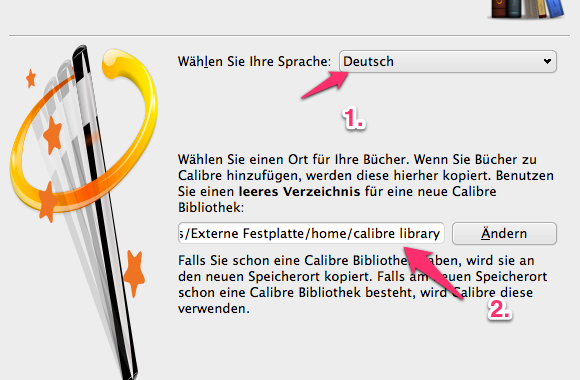 Wählen Sie Ihre Sprache: Deutsch
1.
Wählen Sie einen Ort für Ihre Bücher. Wenn Sie Bücher zu
Calibre hinzufügen, werden diese hierher kopiert. Benutzen
Sie einen leeres Verzeichnis für eine neue Calibre
Bibliothek:
s/Externe Festplatte/home/calibre library Ändern
Falls Sie schon eine Calibre Bibliothek haben, wird sie an
den neuen Speicherort kopiert. Falls am neuen Speicherort
schon eine Calibre Bibliothek besteht, wird Calibre diese
verwenden.
2.